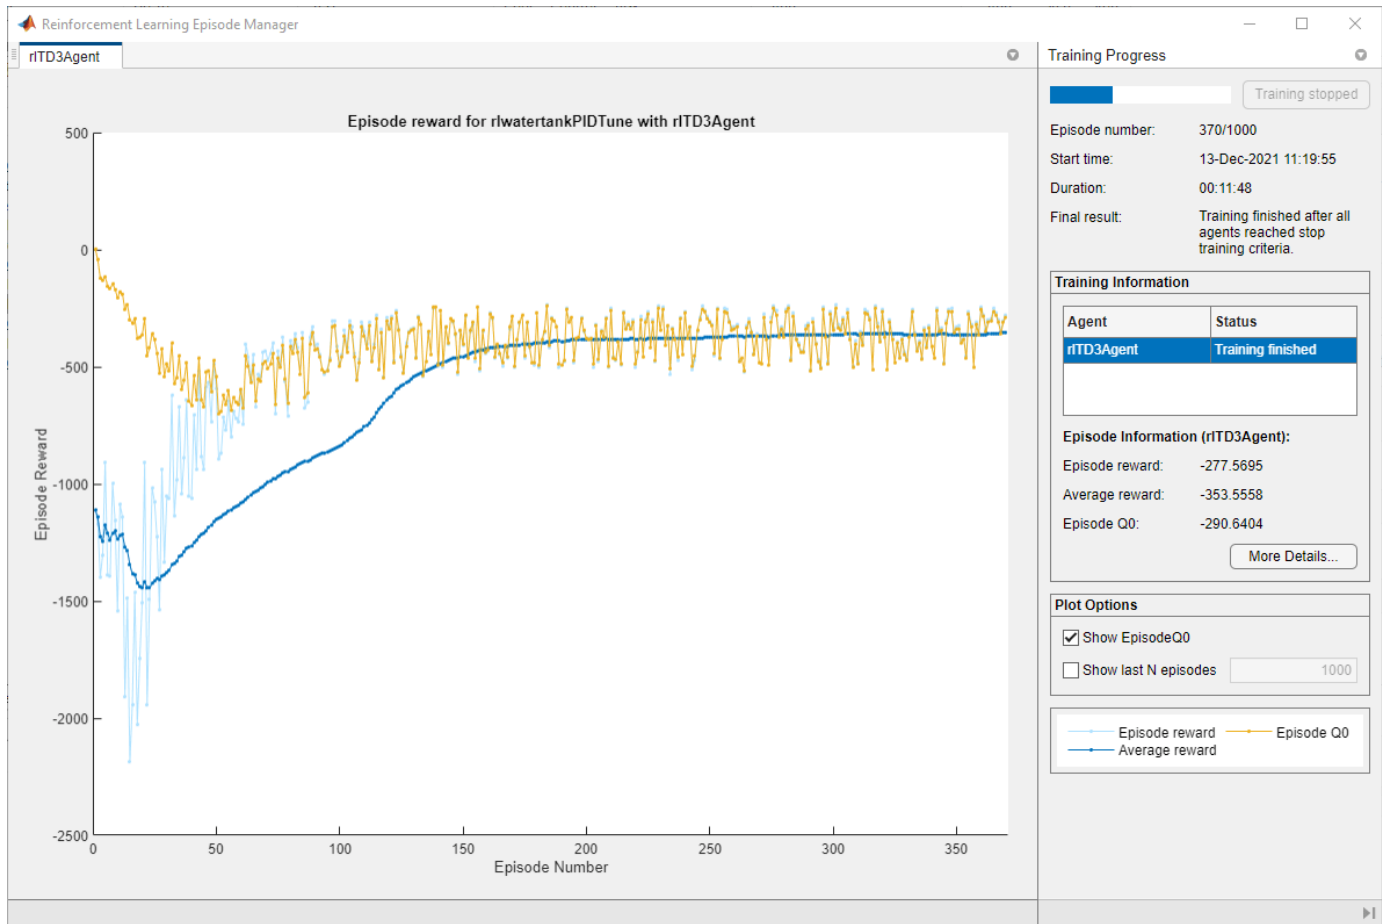 Reinforcement Learning Episode Manager
rlTD3Agent
Episode reward for rlwatertankPIDTune with rlTD3Agent
500
0
-500
-1000
-1500
-2000
-2500
Episode Reward
0 50 100 150 200 250 300 350
Episode Number
Training Progress
Training stopped
Episode number: 370/1000
Start time: 13-Dec-2021 11:19:55
Duration: 00:11:48
Final result: Training finished after all
agents reached stop
training criteria.
Training Information
Agent Status
rlTD3Agent Training finished
Episode Information (rlTD3Agent):
Episode reward: -277.5695
Average reward: -353.5558
Episode Q0: -290.6404
More Details...
Plot Options
Show EpisodeQ0
Show last N episodes 1000
Episode reward Episode Q0
Average reward